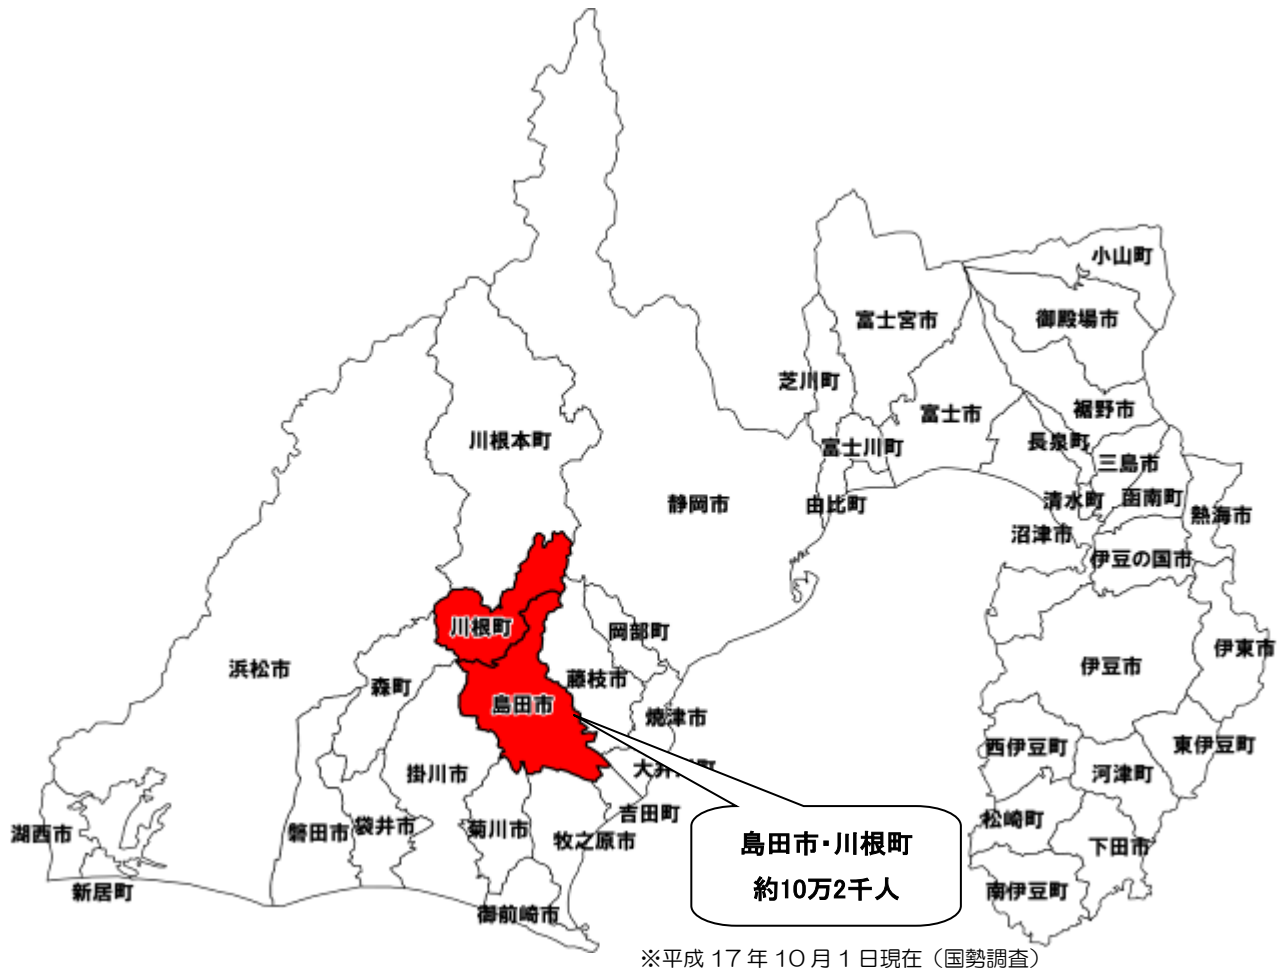 小山町
富士宮市
御殿場市
芝川町
裾野市
富士市
川根本町
長泉町
富士川町
三島市
函南町
清水町
静岡市
由比町
熱海市
沼津市
伊豆の国市
川根町
岡部町
伊東市
浜松市
伊豆市
森町
藤枝市
島田市
焼津市
西伊豆町
東伊豆町
掛川市
大井川町
河津町
吉田町
松崎町
湖西市
磐田市
袋井市
菊川市
牧之原市
下田市
島田市・川根町
約10万2千人
新居町
南伊豆町
御前崎市
※平成 17 年 10 月 1 日現在（国勢調査）